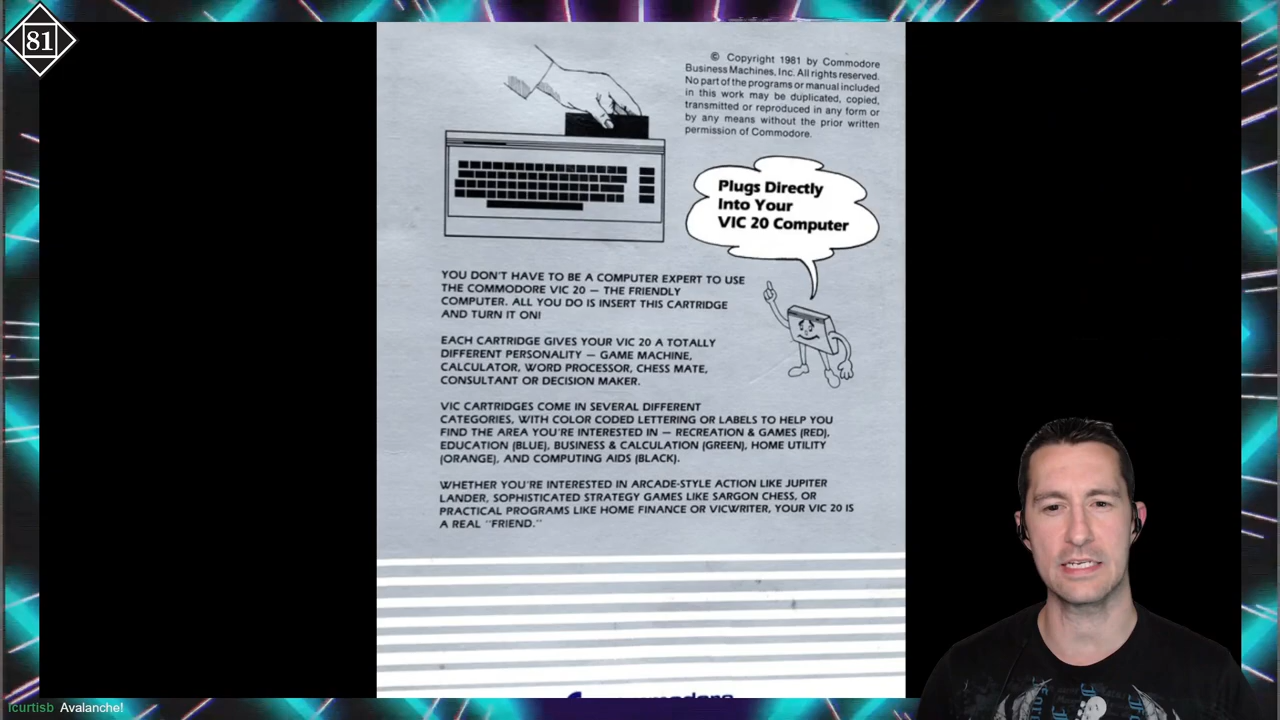 81
© Copyright 1981 by Commodore
Business Machines, Inc. All rights reserved.
No part of the programs or manual included
in this work may be duplicated, copied,
transmitted or reproduced in any form or
by any means without the prior written
permission of Commodore.
Plugs Directly
Into Your
VIC 20 Computer
YOU DON'T HAVE TO BE A COMPUTER EXPERT TO USE
THE COMMODORE VIC 20 — THE FRIENDLY
COMPUTER. ALL YOU DO IS INSERT THIS CARTRIDGE
AND TURN IT ON!
EACH CARTRIDGE GIVES YOUR VIC 20 A TOTALLY
DIFFERENT PERSONALITY — GAME MACHINE,
CALCULATOR, WORD PROCESSOR, CHESS MATE,
CONSULTANT OR DECISION MAKER.
VIC CARTRIDGES COME IN SEVERAL DIFFERENT
CATEGORIES, WITH COLOR CODED LETTERING OR LABELS TO HELP YOU
FIND THE AREA YOU'RE INTERESTED IN — RECREATION & GAMES (RED),
EDUCATION (BLUE), BUSINESS & CALCULATION (GREEN), HOME UTILITY
(ORANGE), AND COMPUTING AIDS (BLACK).
WHETHER YOU'RE INTERESTED IN ARCADE-STYLE ACTION LIKE JUPITER
LANDER, SOPHISTICATED STRATEGY GAMES LIKE SARGON CHESS, OR
PRACTICAL PROGRAMS LIKE HOME FINANCE OR VICWRITER, YOUR VIC 20 IS
A REAL "FRIEND."
commodore
lcurtisb Avalanche!